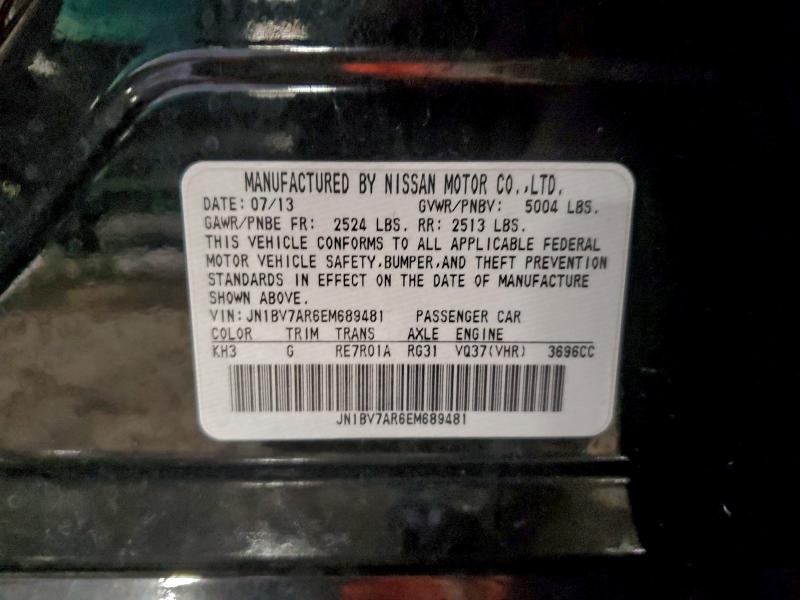 MANUFACTURED BY NISSAN MOTOR CO.,LTD.
DATE: 07/13 GVWR/PNBV: 5004 LBS.
GAWR/PNBE FR: 2524 LBS. RR: 2513 LBS.
THIS VEHICLE CONFORMS TO ALL APPLICABLE FEDERAL
MOTOR VEHICLE SAFETY,BUMPER,AND THEFT PREVENTION
STANDARDS IN EFFECT ON THE DATE OF MANUFACTURE
SHOWN ABOVE.
VIN: JN1BV7AR6EM689481 PASSENGER CAR
COLOR TRIM TRANS AXLE ENGINE
KH3 G RE7R01A RG31 VQ37(VHR) 3696CC
JN1BV7AR6EM689481